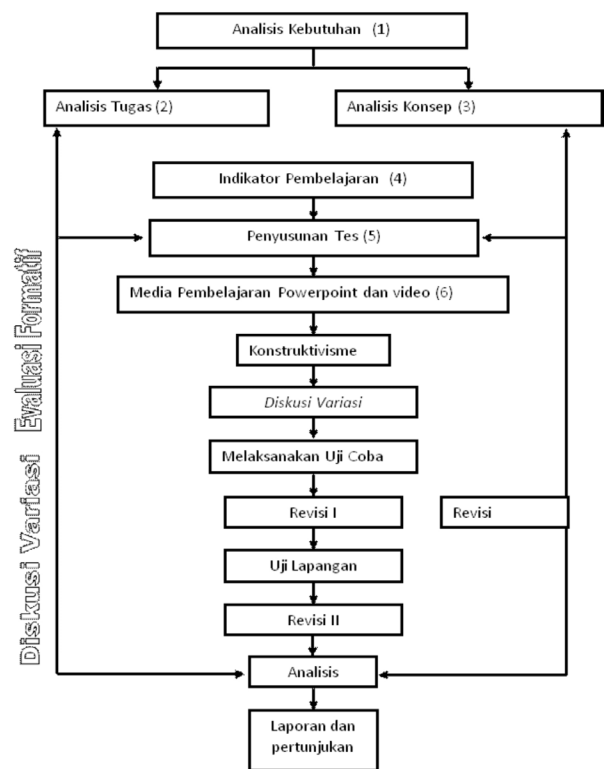 Analisis Kebutuhan (1)
Analisis Tugas (2)
Analisis Konsep (3)
Indikator Pembelajaran (4)
Penyusunan Tes (5)
Media Pembelajaran Powerpoint dan video (6)
Konstruktivisme
Diskusi Variasi
Melaksanakan Uji Coba
Revisi I
Revisi
Uji Lapangan
Revisi II
Analisis
Laporan dan
pertunjukan
Diskusi Variasi Evaluasi Formatif